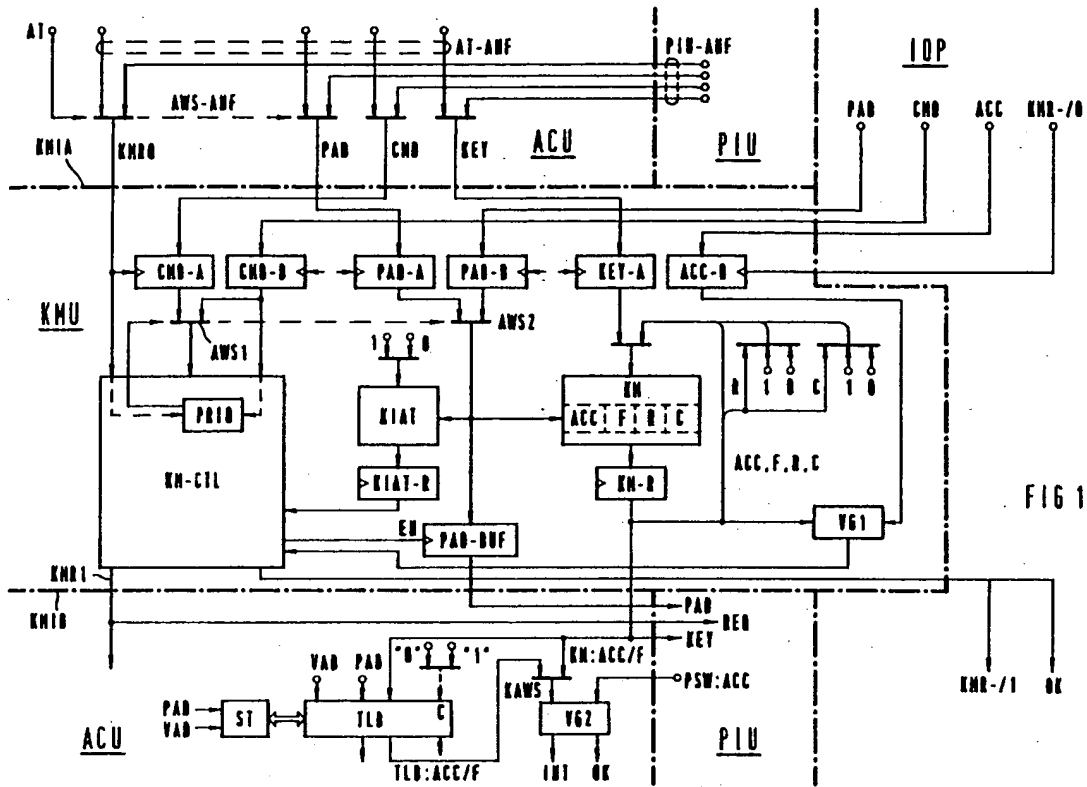 AT
AT-ANF
PIU-ANF
IOP
AWS-ANF
PAD CMD ACC KMR-/0
KMIA
KMR0
PAD
CMD
KEY
ACU
PIU
CMD-A CMD-B PAD-A PAD-B KEY-A ACC-B
KMU
AWS1
AWS2
1 0
R 1 0 C 1 0
PRIO
KIAT
KM
ACC F R C
KM-CTL
ACC,F,R,C
KIAT-R
KM-R
FIG 1
VG1
EN
PAD-BUF
KMR1
KMIB
PAD
REQ
KEY
"0" "1"
KM:ACC/F
VAD PAD
KAWS
PSW:ACC
KMR-/1 OK
PAD
VAD
ST
TLB
C
VG2
ACU
TLB:ACC/F
INT OK
PIU